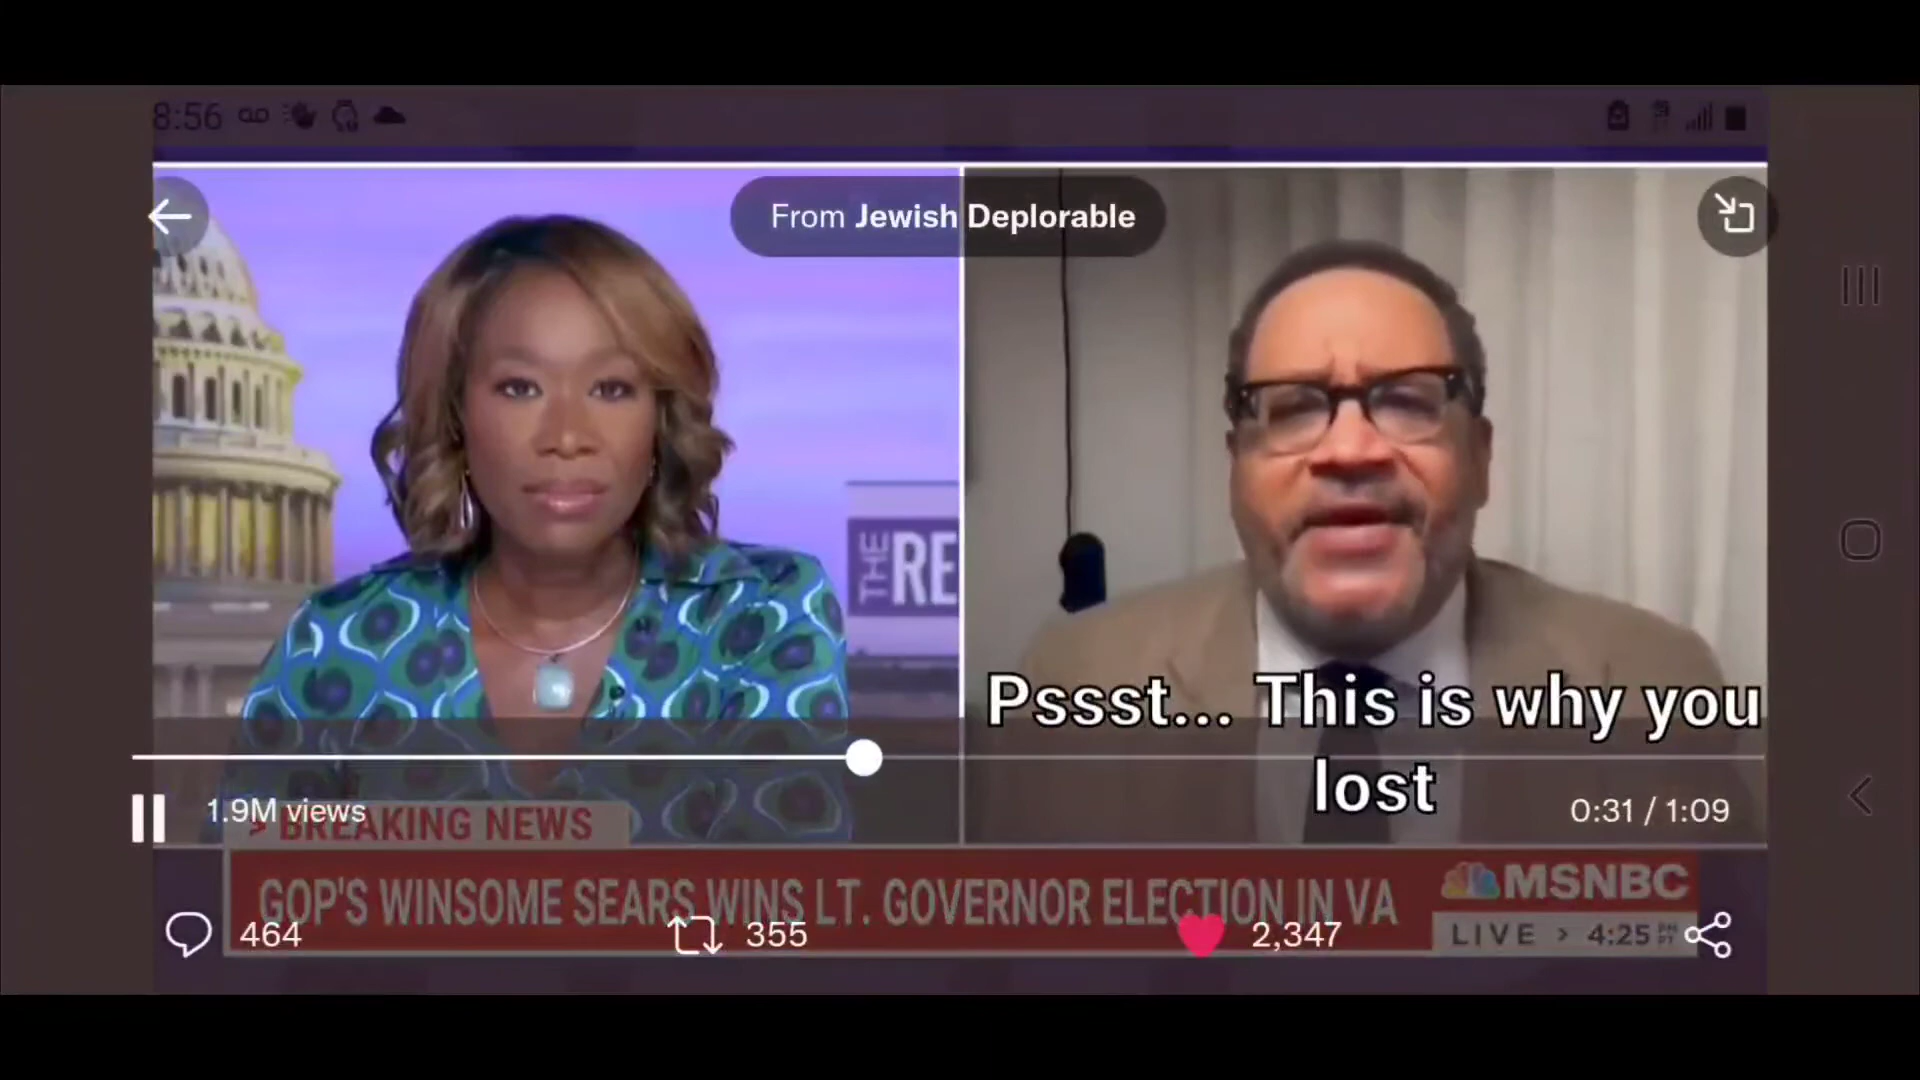 8:56
From Jewish Deplorable
THE RE
Pssst... This is why you
lost
1.9M views
0:31 / 1:09
> BREAKING NEWS
GOP'S WINSOME SEARS WINS LT. GOVERNOR ELECTION IN VA
MSNBC
LIVE > 4:25 PM PT
464
355
2,347